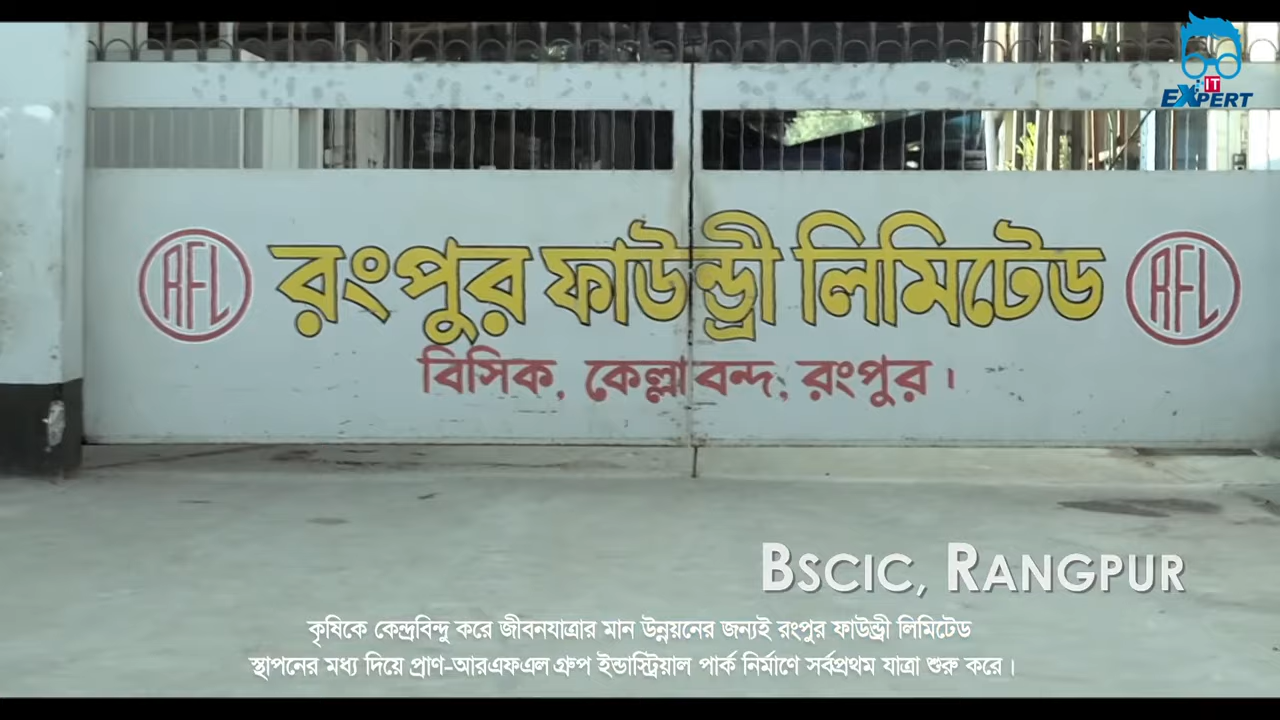 IT
EXPERT
RFL রংপুর ফাউন্ড্রী লিমিটেড RFL
বিসিক, কেল্লাবন্দ, রংপুর।
BSCIC, RANGPUR
কৃষিকে কেন্দ্রবিন্দু করে জীবনযাত্রার মান উন্নয়নের জন্যই রংপুর ফাউন্ড্রী লিমিটেড
স্থাপনের মধ্য দিয়ে প্রাণ-আরএফএল গ্রুপ ইন্ডাস্ট্রিয়াল পার্ক নির্মাণে সর্বপ্রথম যাত্রা শুরু করে।